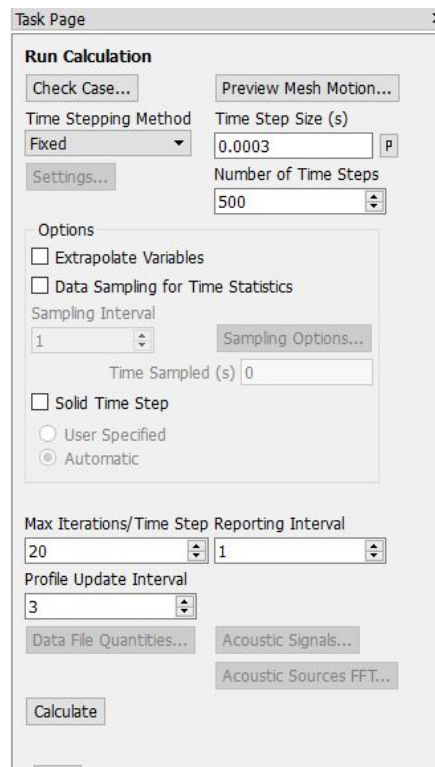 Task Page
Run Calculation
Check Case... Preview Mesh Motion...
Time Stepping Method Time Step Size (s)
Fixed 0.0003 P
Settings... Number of Time Steps
500
Options
Extrapolate Variables
Data Sampling for Time Statistics
Sampling Interval
1 Sampling Options...
Time Sampled (s) 0
Solid Time Step
User Specified
Automatic
Max Iterations/Time Step Reporting Interval
20 1
Profile Update Interval
3
Data File Quantities... Acoustic Signals...
Acoustic Sources FFT...
Calculate